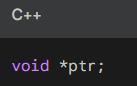 C++
void *ptr;